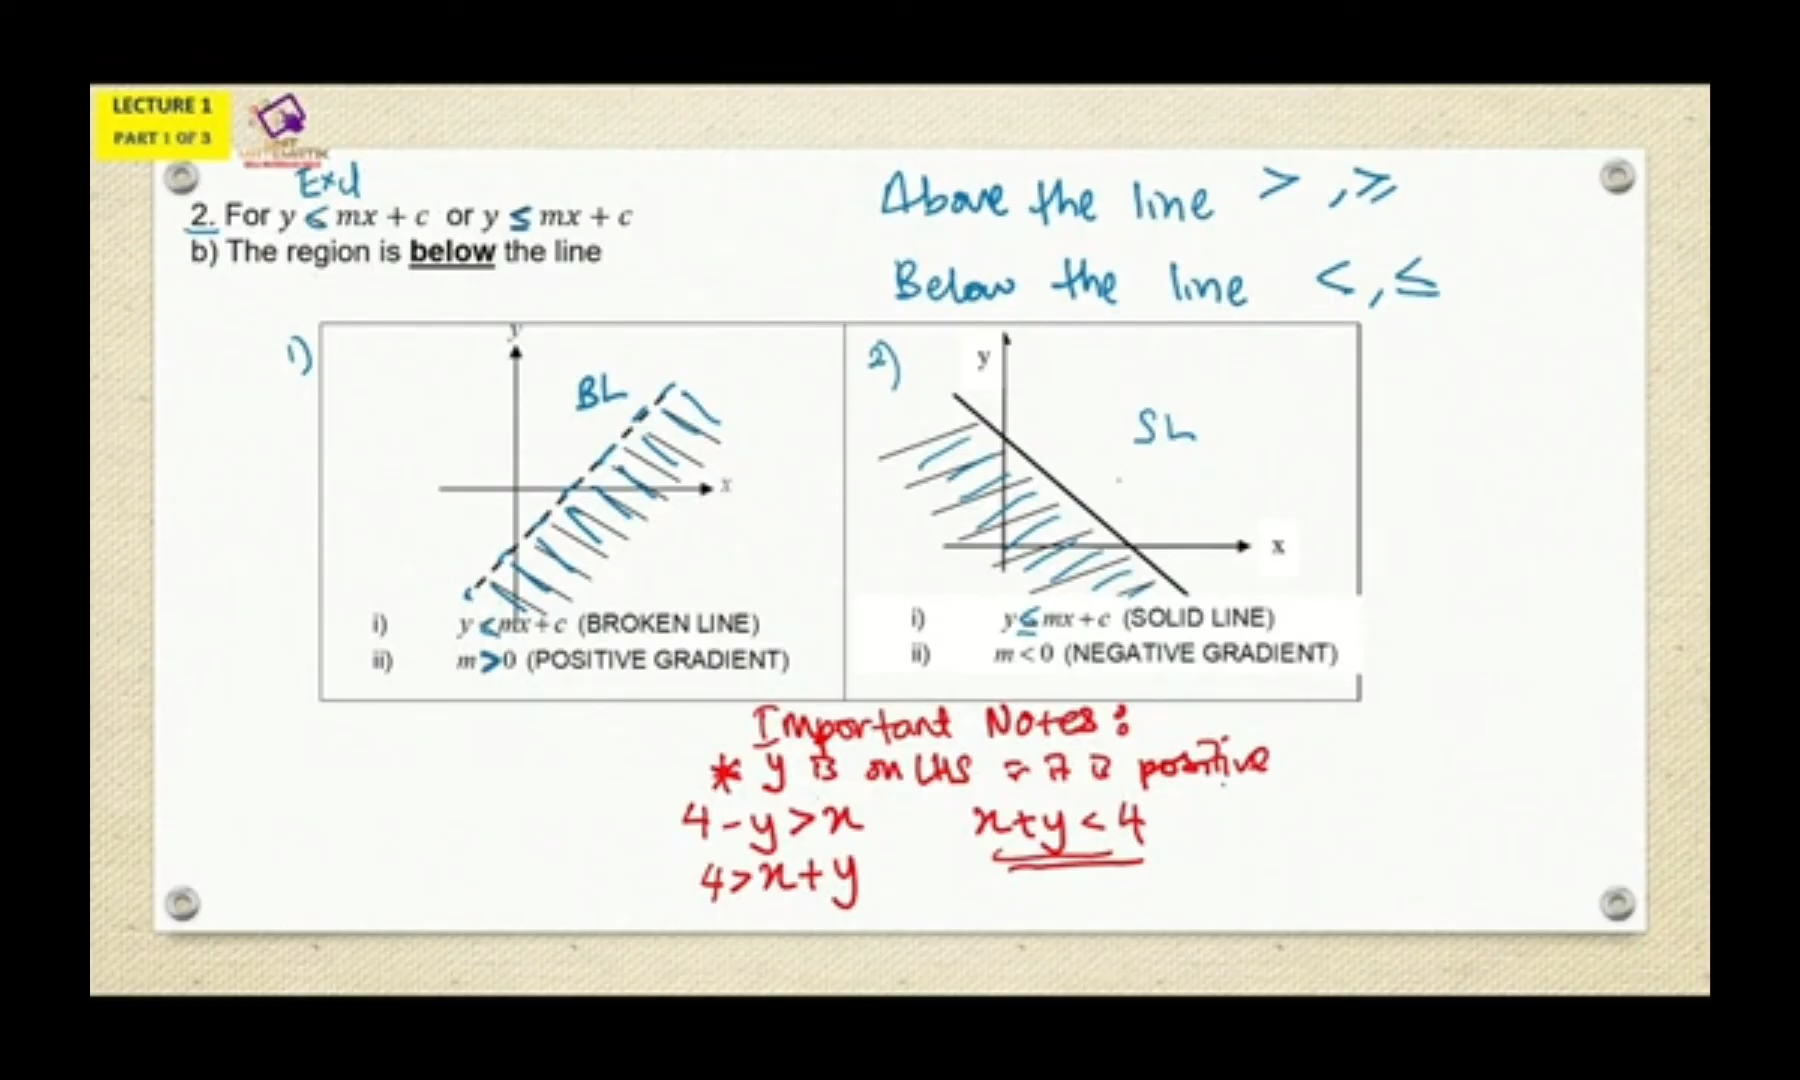 LECTURE 1
PART 1 OF 3
MATEMATIK
2. For y < mx + c or y ≤ mx + c
b) The region is below the line
Above the line > , ≥
Below the line < , ≤
1)
y
BL
x
i) y < mx + c (BROKEN LINE)
ii) m > 0 (POSITIVE GRADIENT)
2)
y
SL
x
i) y ≤ mx + c (SOLID LINE)
ii) m < 0 (NEGATIVE GRADIENT)
Important Notes :
* y is on LHS positive
4 - y > x
x + y < 4
4 > x + y